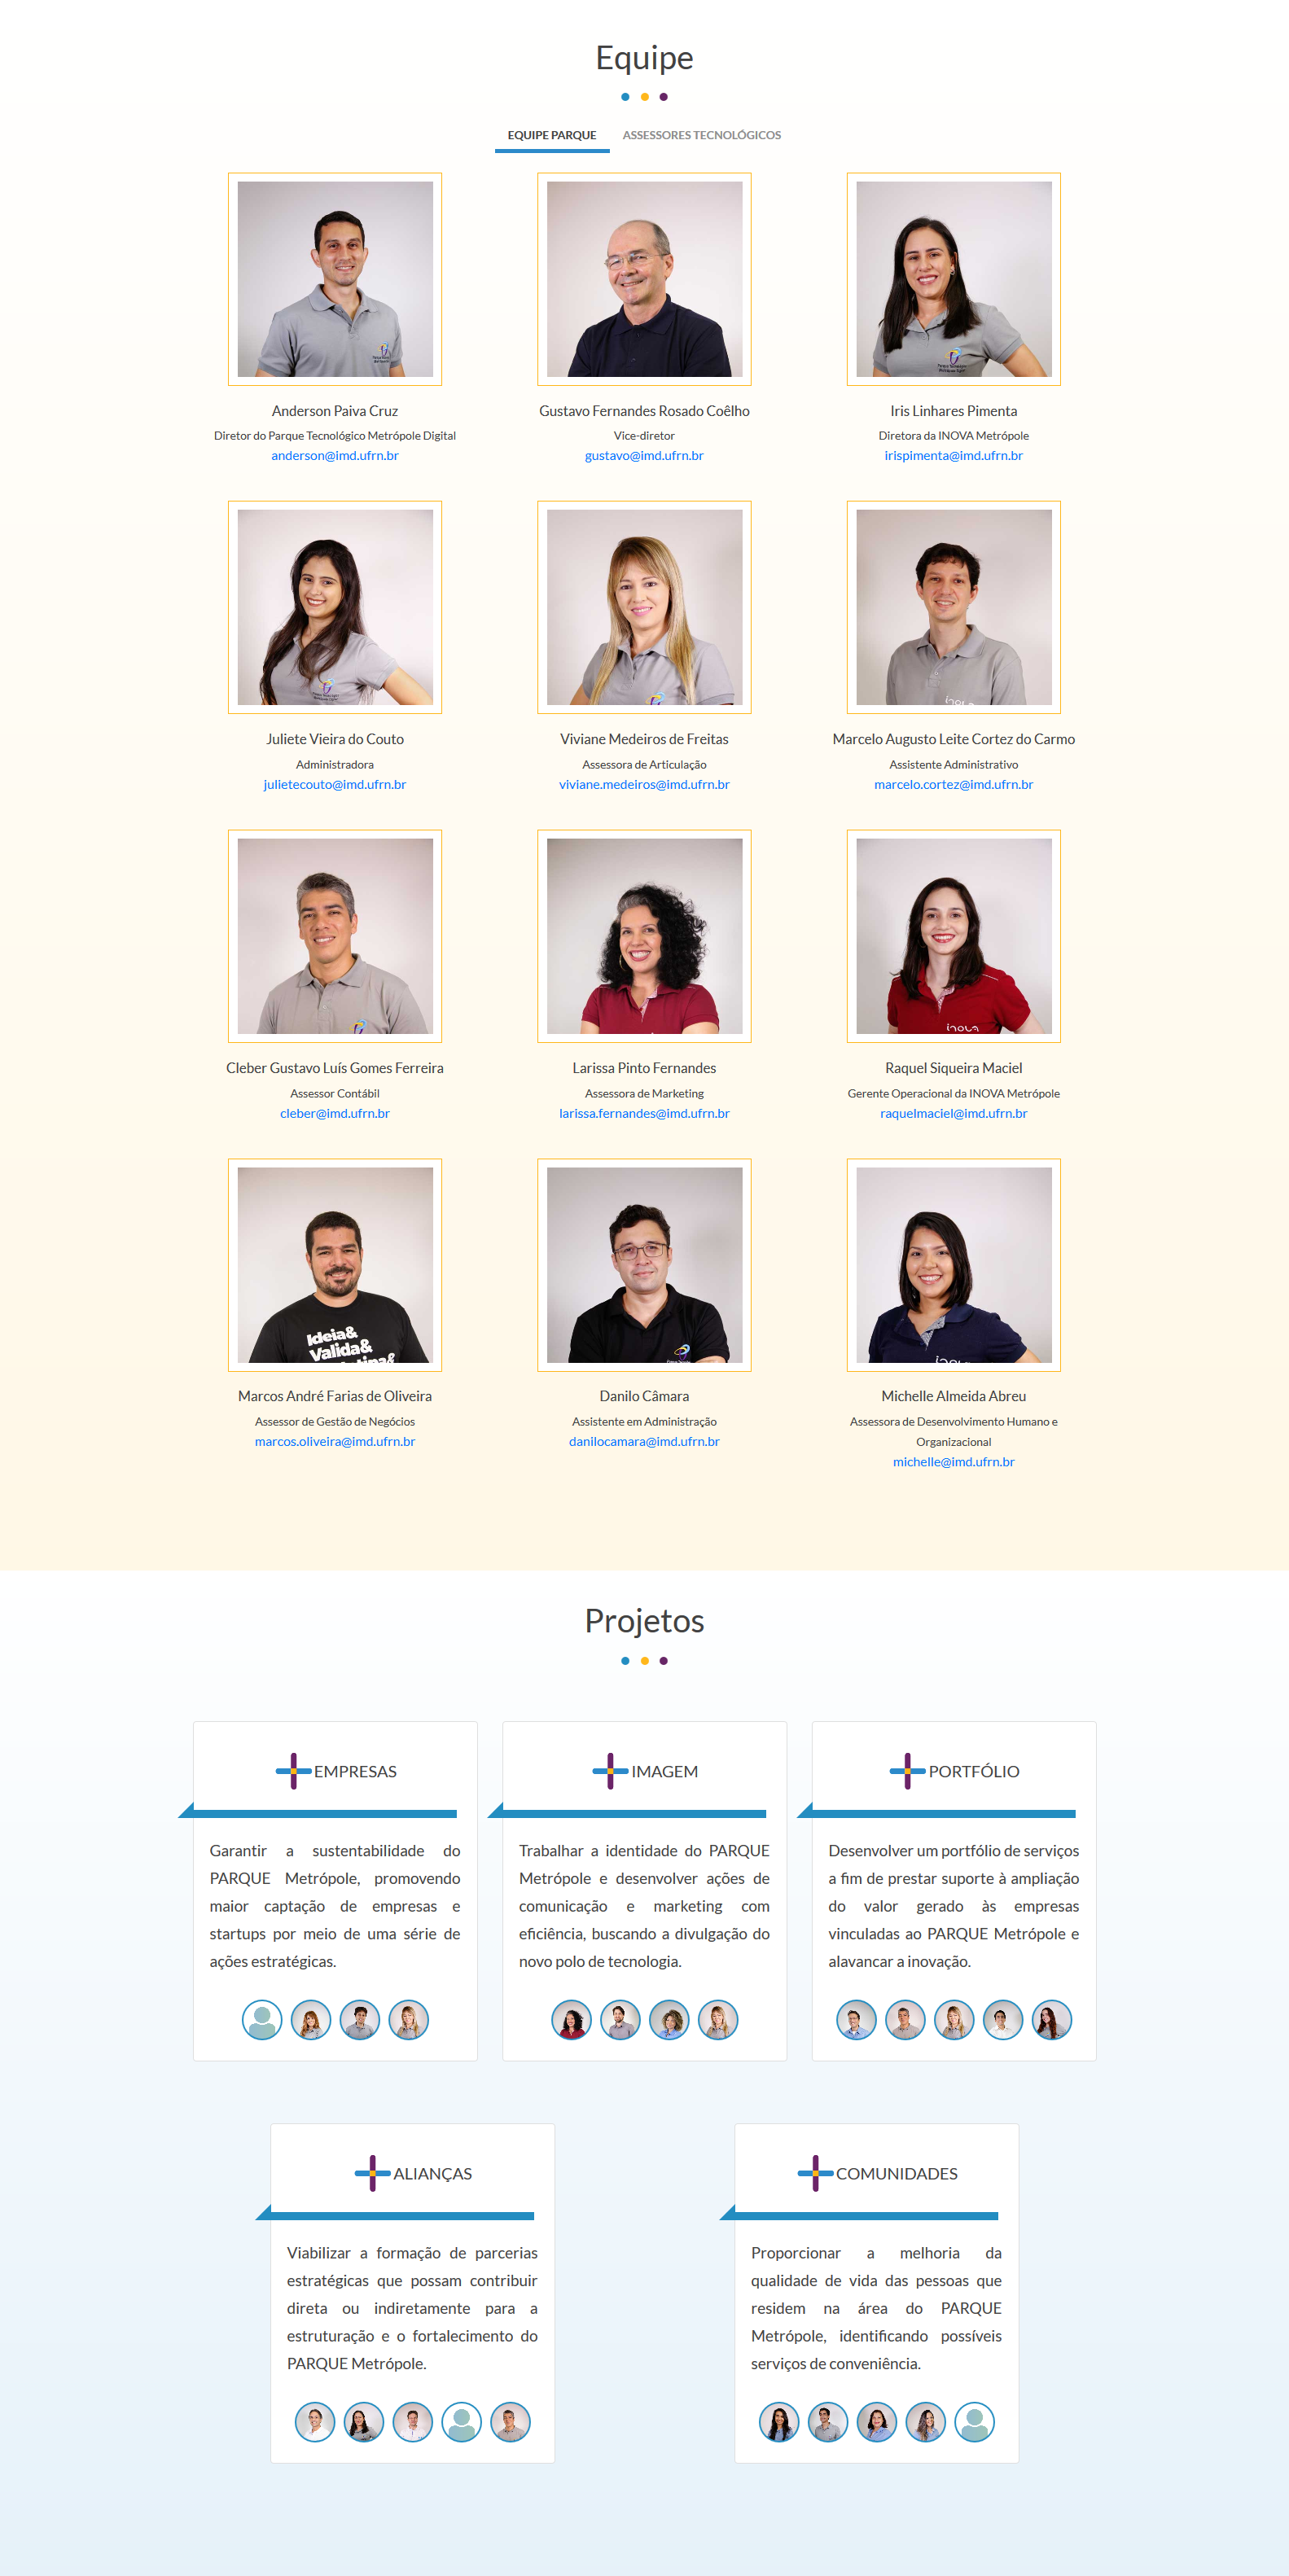 Equipe
EQUIPE PARQUE ASSESSORES TECNOLÓGICOS
Anderson Paiva Cruz
Diretor do Parque Tecnológico Metrópole Digital
anderson@imd.ufrn.br
Gustavo Fernandes Rosado Coêlho
Vice-diretor
gustavo@imd.ufrn.br
Iris Linhares Pimenta
Diretora da INOVA Metrópole
irispimenta@imd.ufrn.br
Juliete Vieira do Couto
Administradora
julietecouto@imd.ufrn.br
Viviane Medeiros de Freitas
Assessora de Articulação
viviane.medeiros@imd.ufrn.br
inova
Marcelo Augusto Leite Cortez do Carmo
Assistente Administrativo
marcelo.cortez@imd.ufrn.br
Cleber Gustavo Luís Gomes Ferreira
Assessor Contábil
cleber@imd.ufrn.br
Larissa Pinto Fernandes
Assessora de Marketing
larissa.fernandes@imd.ufrn.br
inova
Raquel Siqueira Maciel
Gerente Operacional da INOVA Metrópole
raquelmaciel@imd.ufrn.br
Ideia&
Valida&
Marcos André Farias de Oliveira
Assessor de Gestão de Negócios
marcos.oliveira@imd.ufrn.br
Danilo Câmara
Assistente em Administração
danilocamara@imd.ufrn.br
inova
Michelle Almeida Abreu
Assessora de Desenvolvimento Humano e
Organizacional
michelle@imd.ufrn.br
Projetos
EMPRESAS
Garantir a sustentabilidade do
PARQUE Metrópole, promovendo
maior captação de empresas e
startups por meio de uma série de
ações estratégicas.
IMAGEM
Trabalhar a identidade do PARQUE
Metrópole e desenvolver ações de
comunicação e marketing com
eficiência, buscando a divulgação do
novo polo de tecnologia.
PORTFÓLIO
Desenvolver um portfólio de serviços
a fim de prestar suporte à ampliação
do valor gerado às empresas
vinculadas ao PARQUE Metrópole e
alavancar a inovação.
ALIANÇAS
Viabilizar a formação de parcerias
estratégicas que possam contribuir
direta ou indiretamente para a
estruturação e o fortalecimento do
PARQUE Metrópole.
COMUNIDADES
Proporcionar a melhoria da
qualidade de vida das pessoas que
residem na área do PARQUE
Metrópole, identificando possíveis
serviços de conveniência.